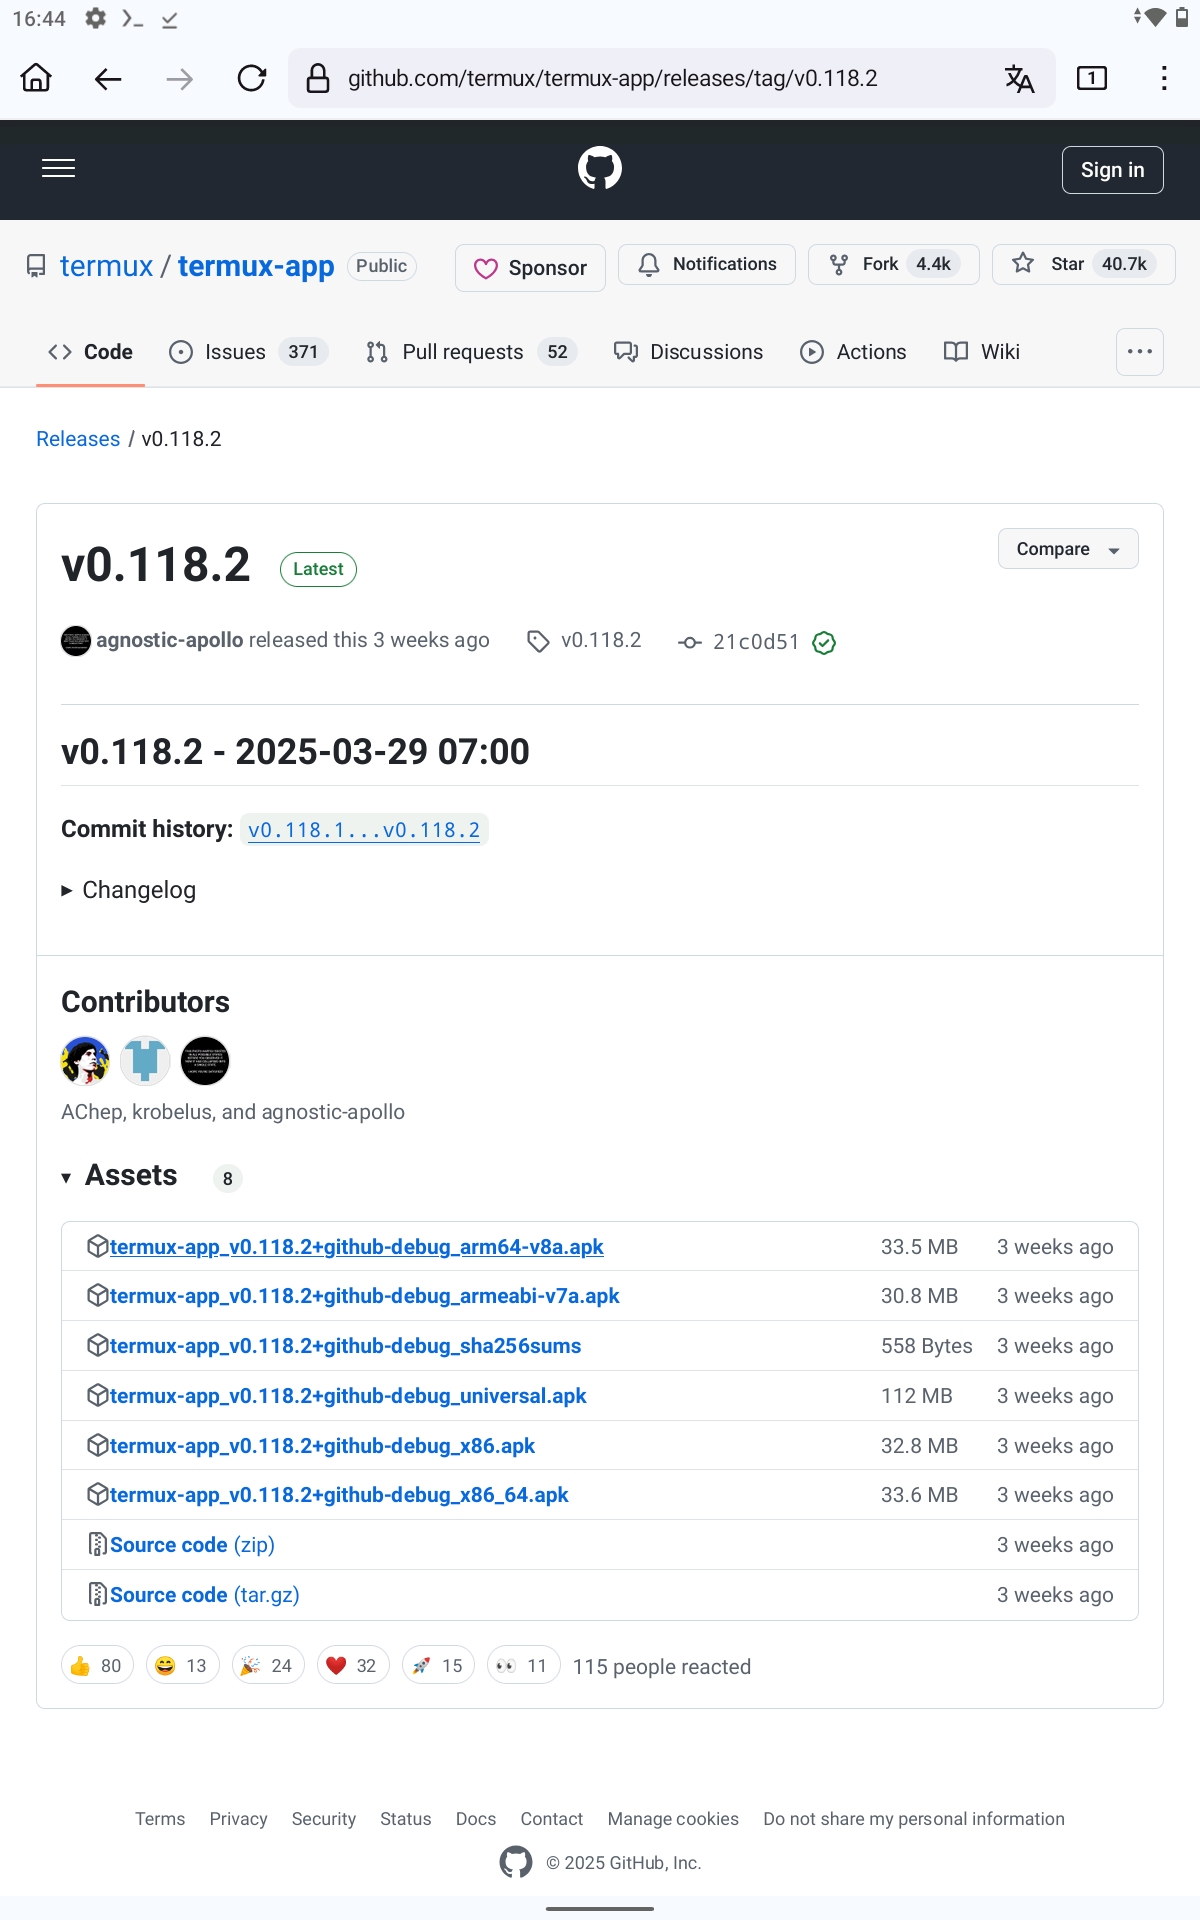 16:44
github.com/termux/termux-app/releases/tag/v0.118.2
1
Sign in
termux / termux-app Public
Sponsor
Notifications
Fork 4.4k
Star 40.7k
Code
Issues 371
Pull requests 52
Discussions
Actions
Wiki
Releases / v0.118.2
v0.118.2 Latest
Compare
agnostic-apollo released this 3 weeks ago
v0.118.2
21c0d51
v0.118.2 - 2025-03-29 07:00
Commit history: v0.118.1...v0.118.2
Changelog
Contributors
AChep, krobelus, and agnostic-apollo
Assets 8
termux-app_v0.118.2+github-debug_arm64-v8a.apk 33.5 MB 3 weeks ago
termux-app_v0.118.2+github-debug_armeabi-v7a.apk 30.8 MB 3 weeks ago
termux-app_v0.118.2+github-debug_sha256sums 558 Bytes 3 weeks ago
termux-app_v0.118.2+github-debug_universal.apk 112 MB 3 weeks ago
termux-app_v0.118.2+github-debug_x86.apk 32.8 MB 3 weeks ago
termux-app_v0.118.2+github-debug_x86_64.apk 33.6 MB 3 weeks ago
Source code (zip) 3 weeks ago
Source code (tar.gz) 3 weeks ago
👍 80 😄 13 🎉 24 ❤️ 32 🚀 15 👀 11 115 people reacted
Terms Privacy Security Status Docs Contact Manage cookies Do not share my personal information
© 2025 GitHub, Inc.